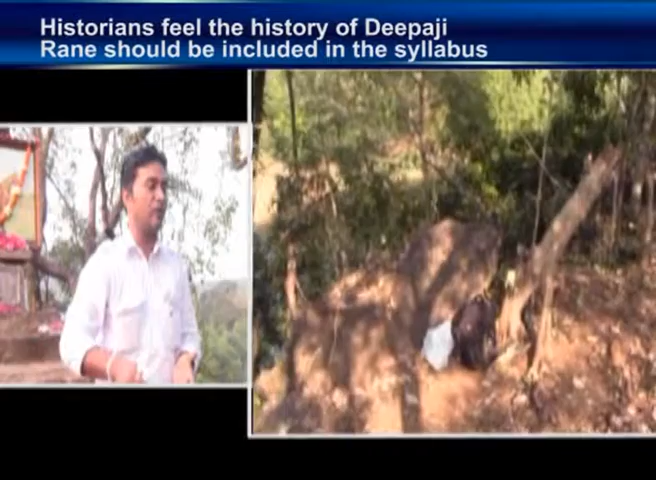 Historians feel the history of Deepaji
Rane should be included in the syllabus